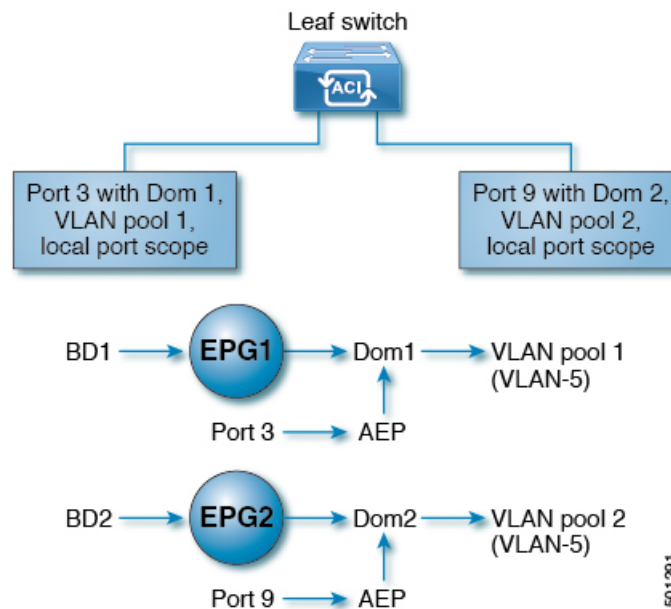 Leaf switch
ACI
Port 3 with Dom 1,
VLAN pool 1,
local port scope
Port 9 with Dom 2,
VLAN pool 2,
local port scope
BD1
EPG1
Dom1
VLAN pool 1
(VLAN-5)
Port 3
AEP
BD2
EPG2
Dom2
VLAN pool 2
(VLAN-5)
Port 9
AEP